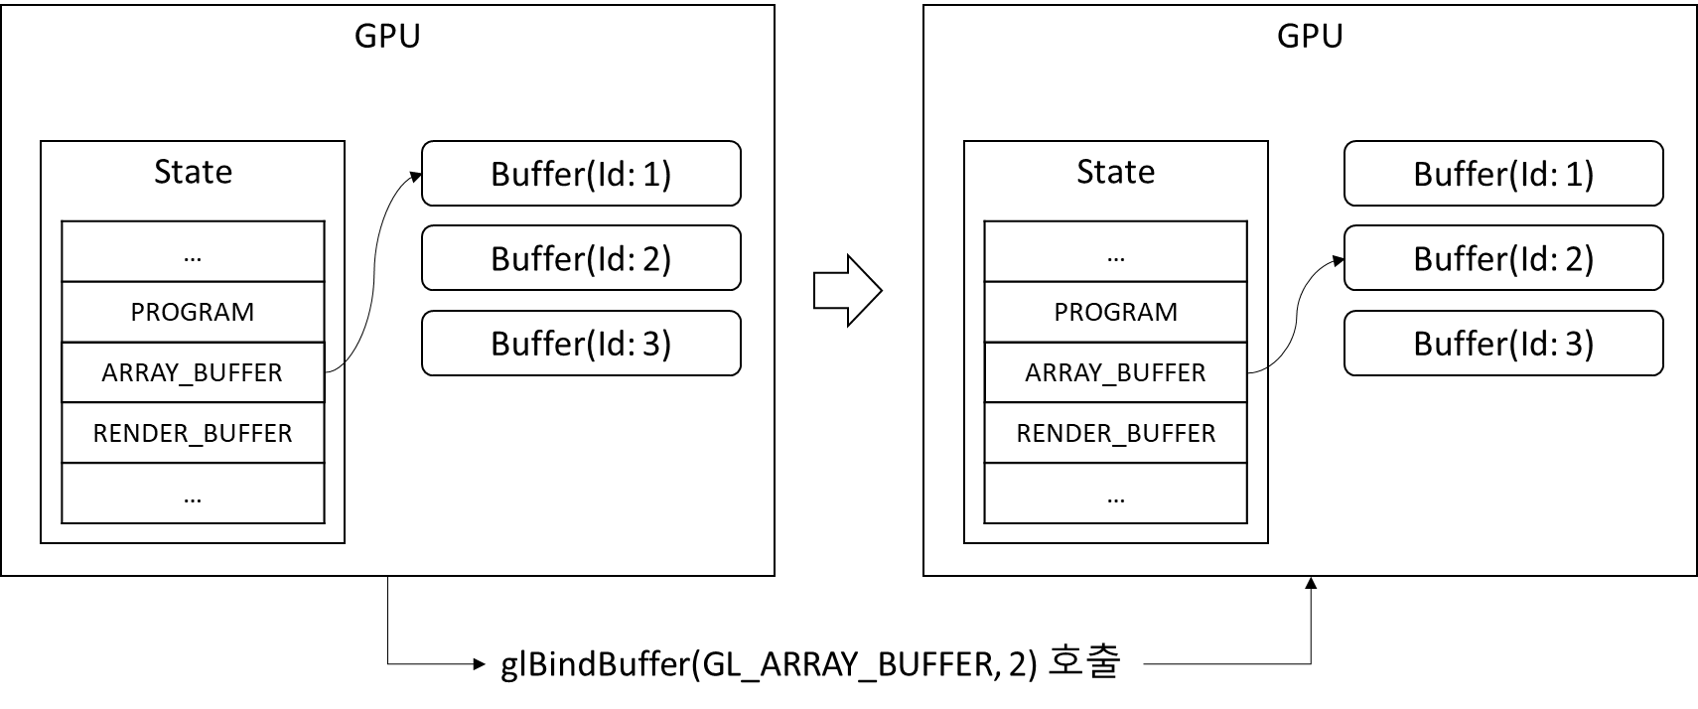 GPU
State
...
PROGRAM
ARRAY_BUFFER
RENDER_BUFFER
...
Buffer(Id: 1)
Buffer(Id: 2)
Buffer(Id: 3)
GPU
State
...
PROGRAM
ARRAY_BUFFER
RENDER_BUFFER
...
Buffer(Id: 1)
Buffer(Id: 2)
Buffer(Id: 3)
glBindBuffer(GL_ARRAY_BUFFER, 2) 호출